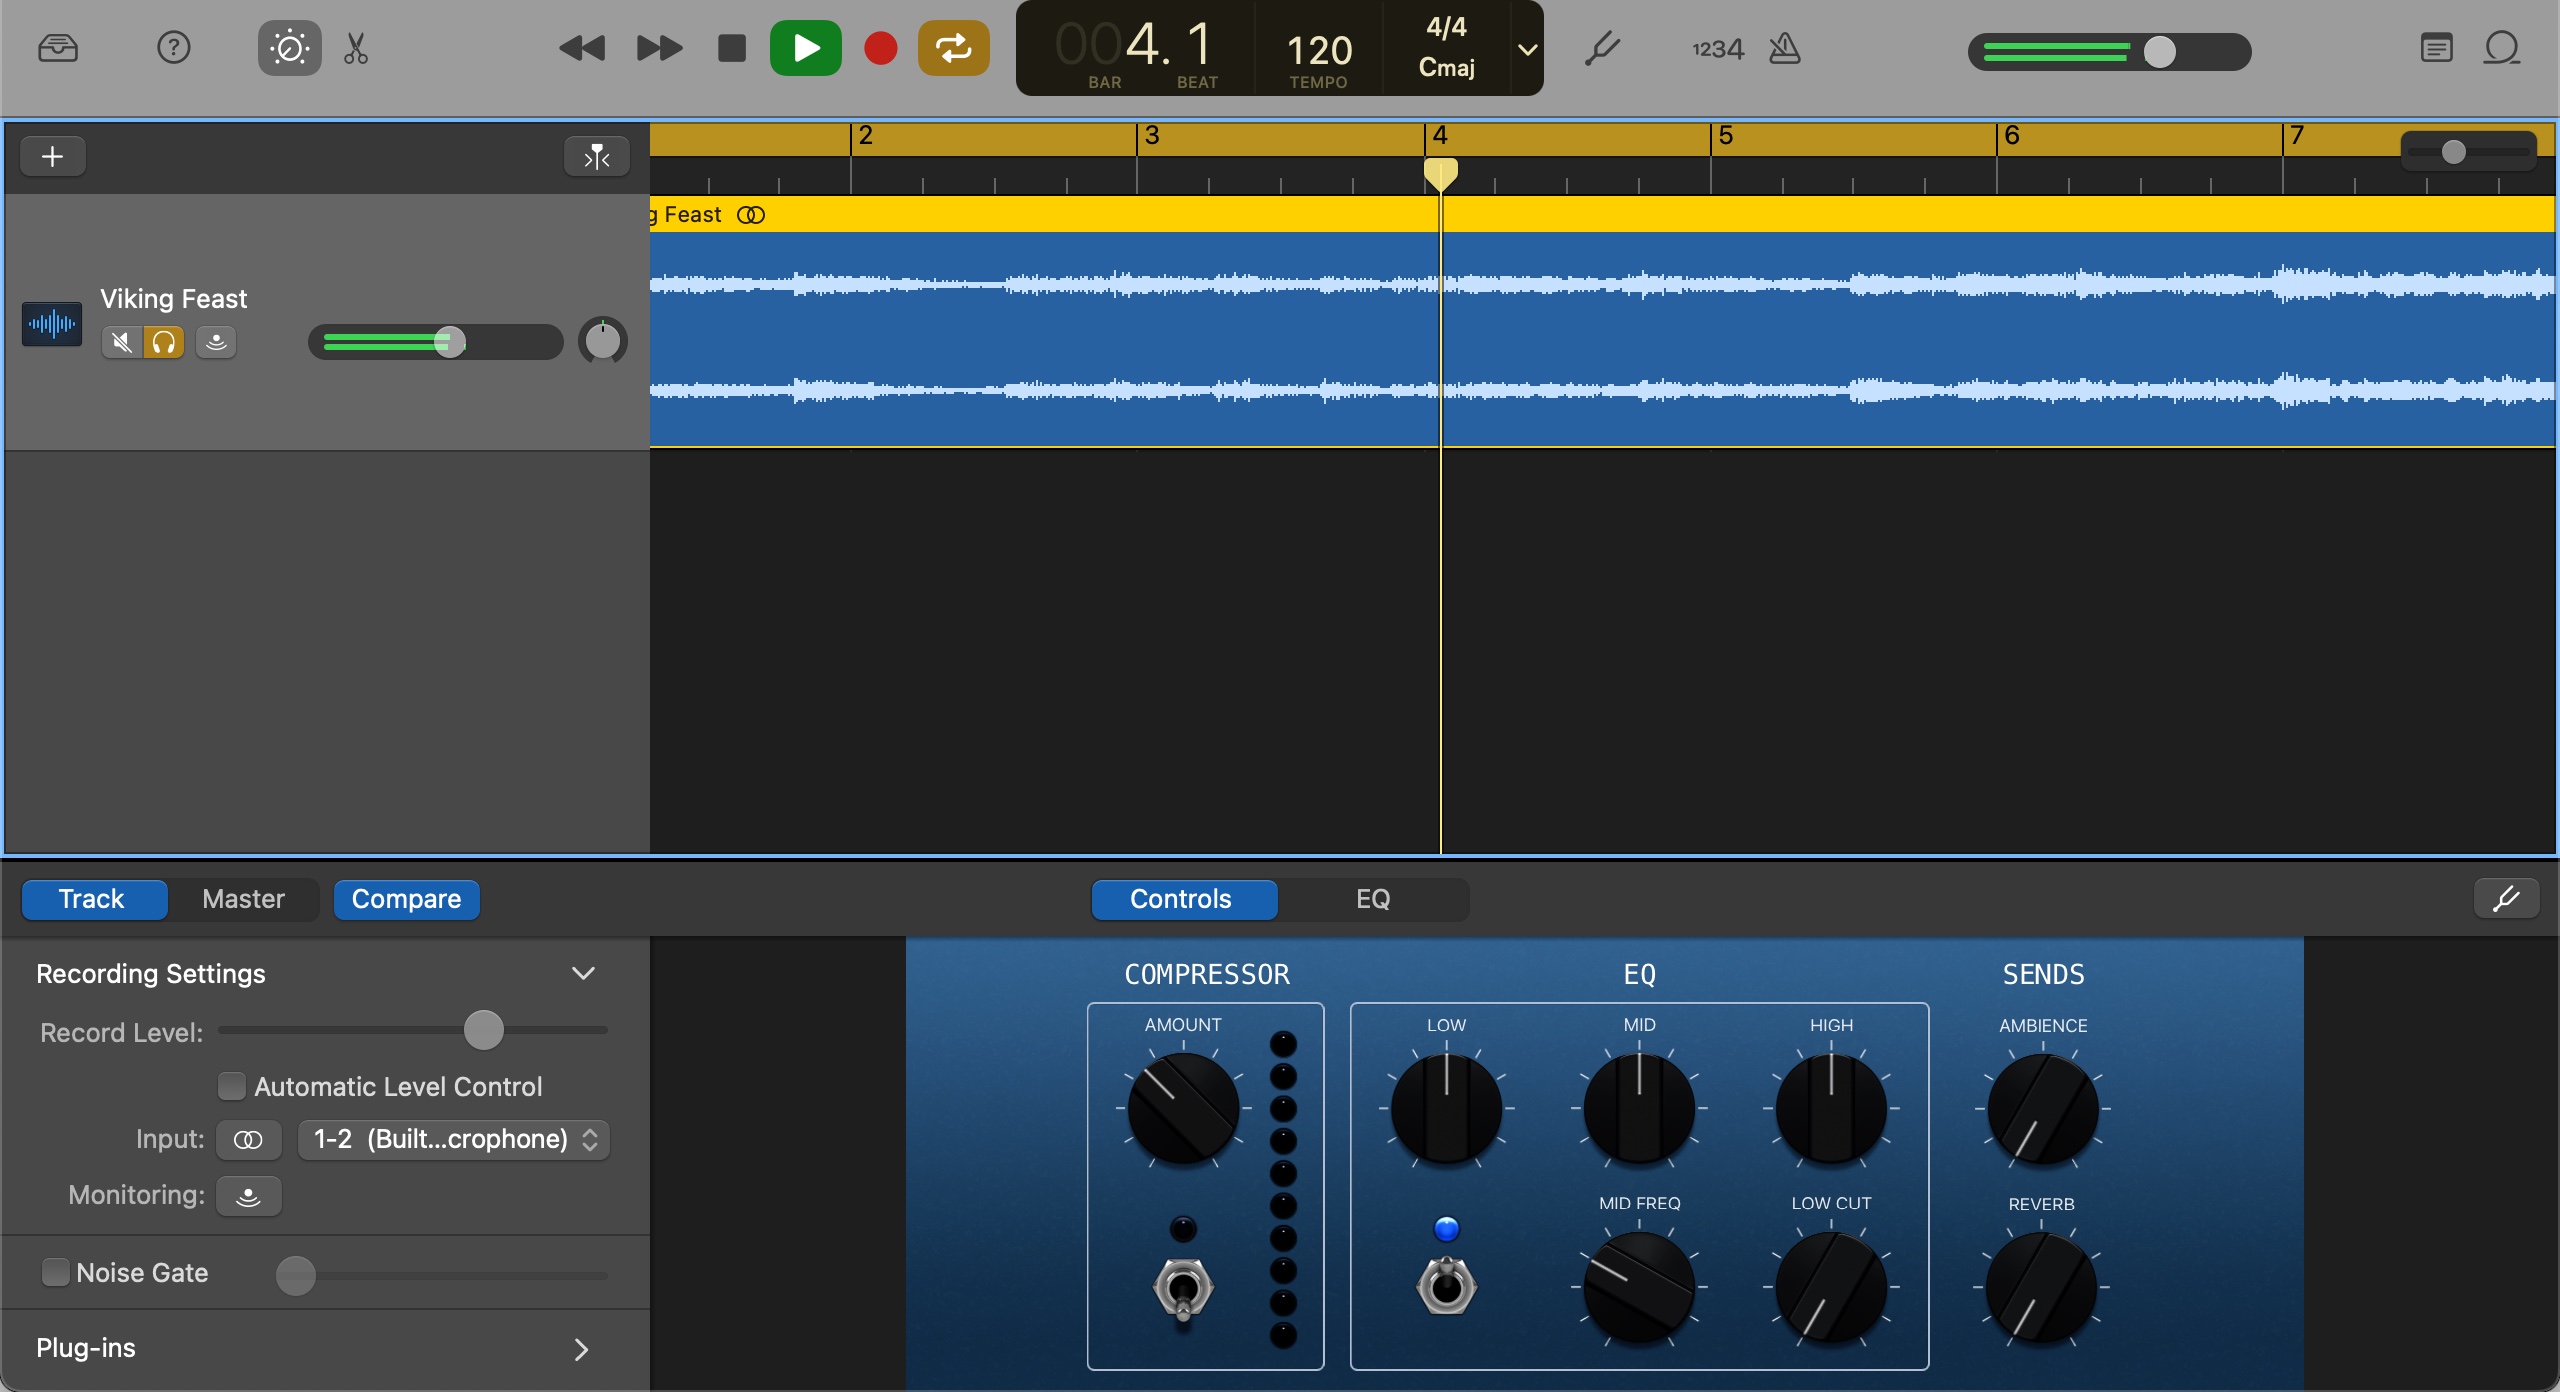 004. 1
BAR BEAT
120
TEMPO
4/4
Cmaj
1234
2 3 4 5 6 7
g Feast
Viking Feast
Track Master Compare
Controls EQ
Recording Settings
Record Level:
Automatic Level Control
Input: 1-2 (Built...crophone)
Monitoring:
Noise Gate
Plug-ins
COMPRESSOR
AMOUNT
EQ
LOW MID HIGH
MID FREQ LOW CUT
SENDS
AMBIENCE
REVERB